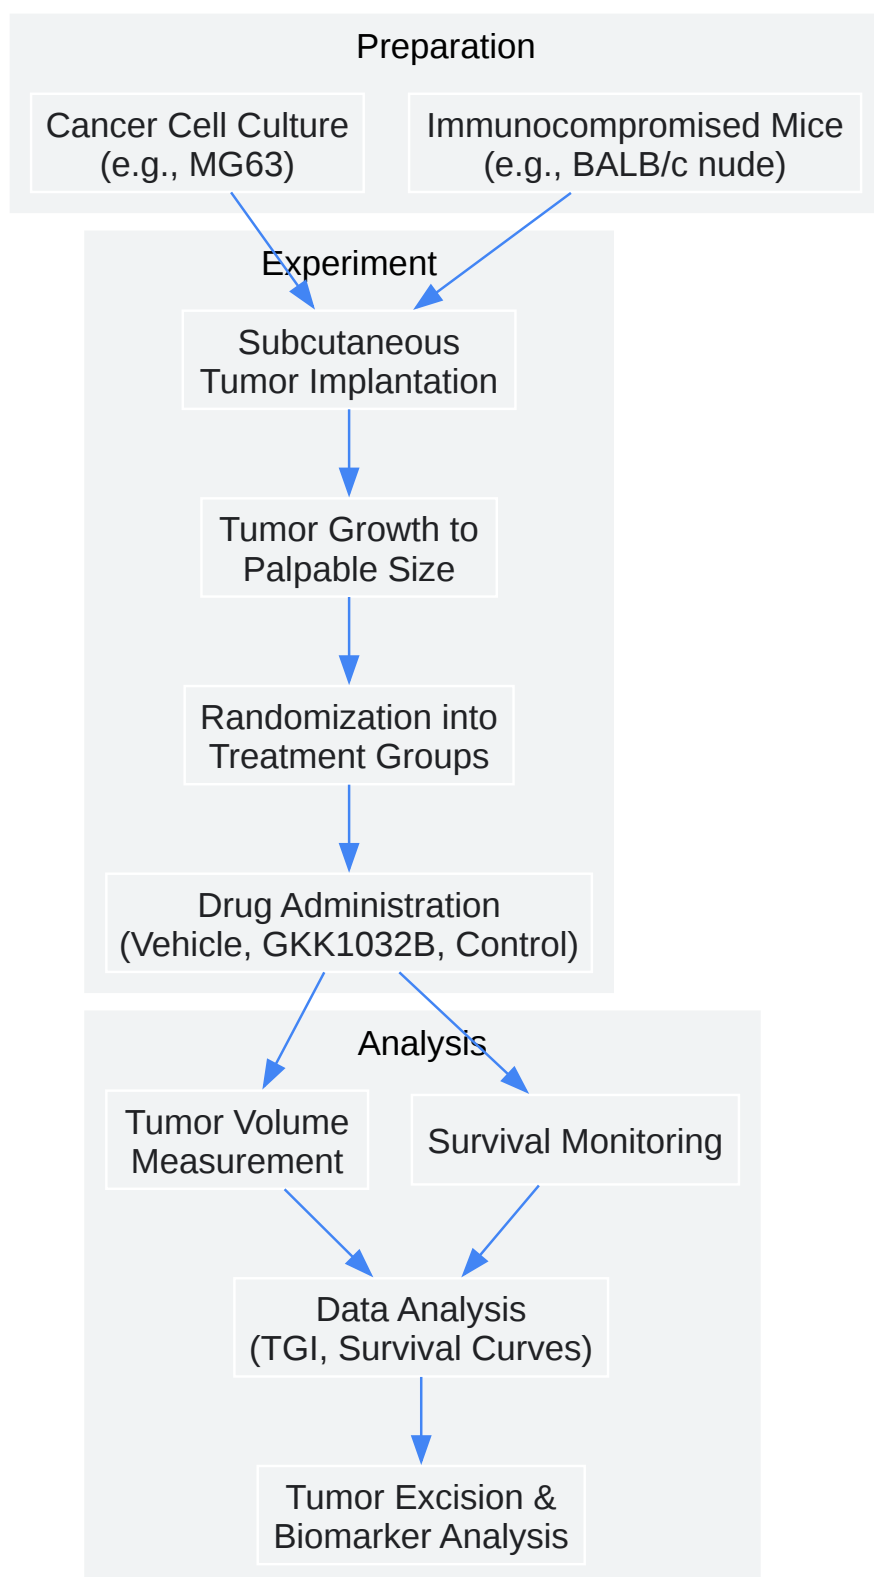 Preparation
Cancer Cell Culture
(e.g., MG63)
Immunocompromised Mice
(e.g., BALB/c nude)
Experiment
Subcutaneous
Tumor Implantation
Tumor Growth to
Palpable Size
Randomization into
Treatment Groups
Drug Administration
(Vehicle, GKK1032B, Control)
Analysis
Tumor Volume
Measurement
Survival Monitoring
Data Analysis
(TGI, Survival Curves)
Tumor Excision &
Biomarker Analysis